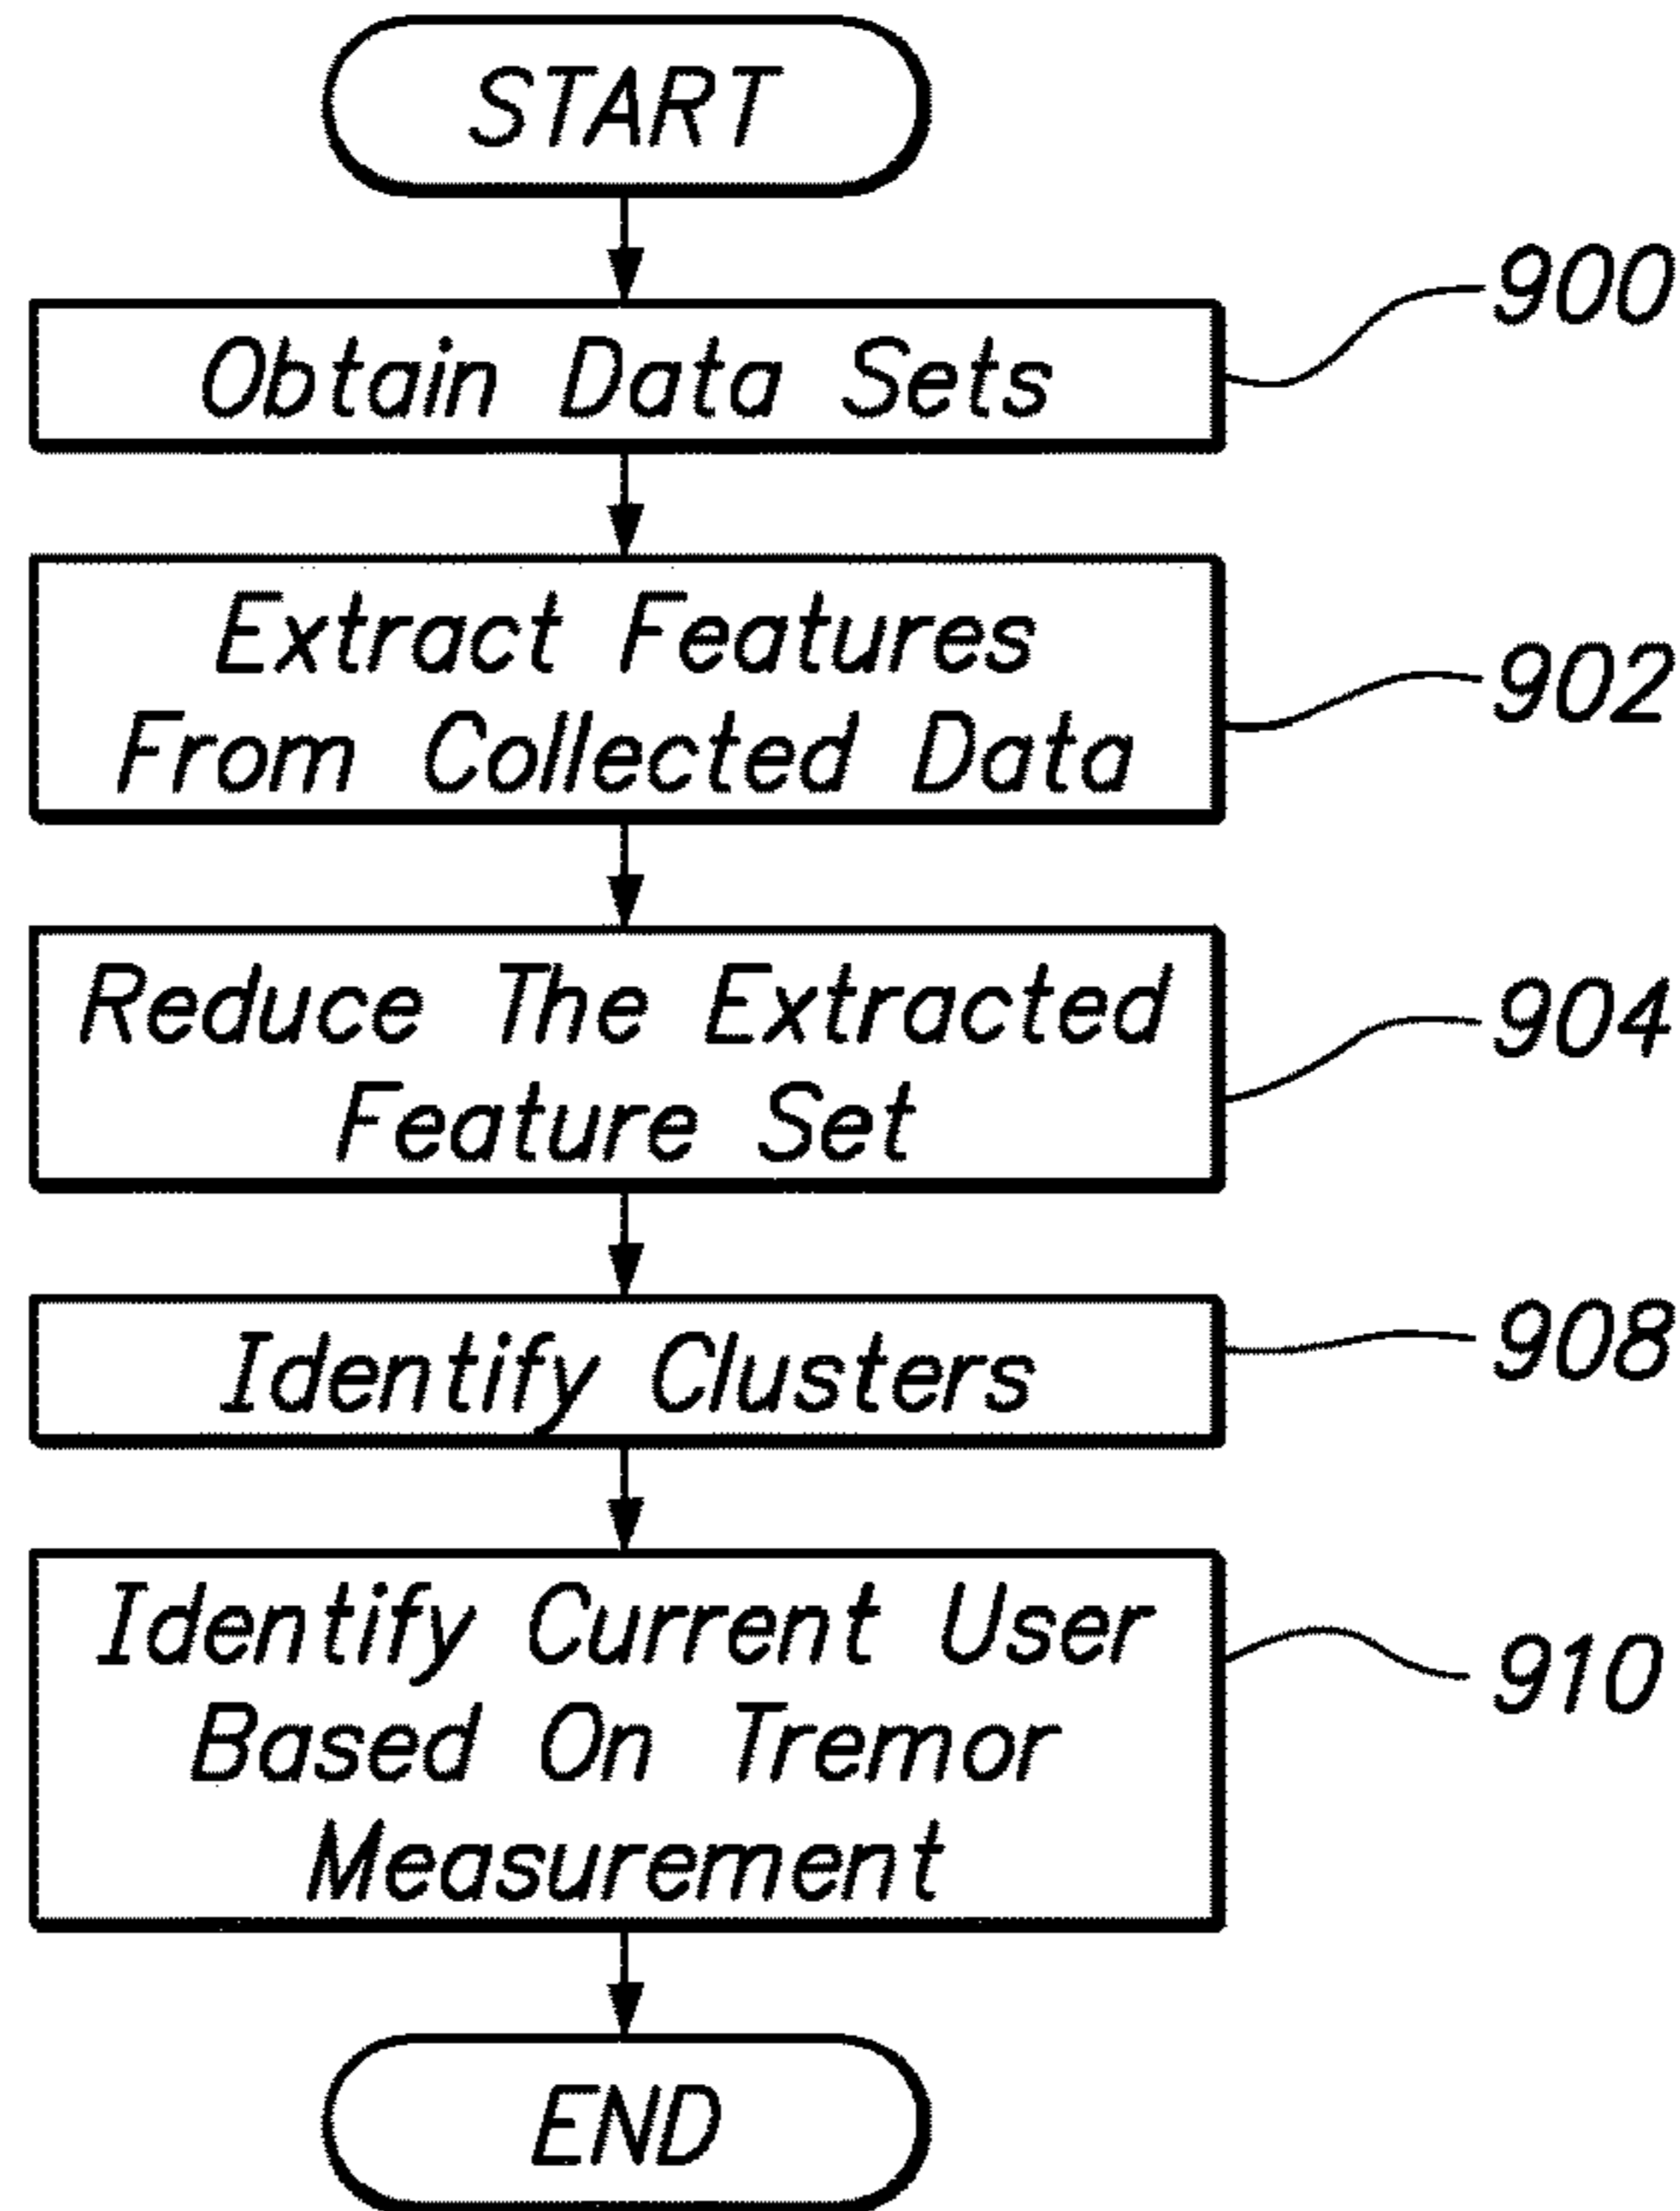 START
Obtain Data Sets
900
Extract Features
From Collected Data
902
Reduce The Extracted
Feature Set
904
Identify Clusters
908
Identify Current User
Based On Tremor
Measurement
910
END